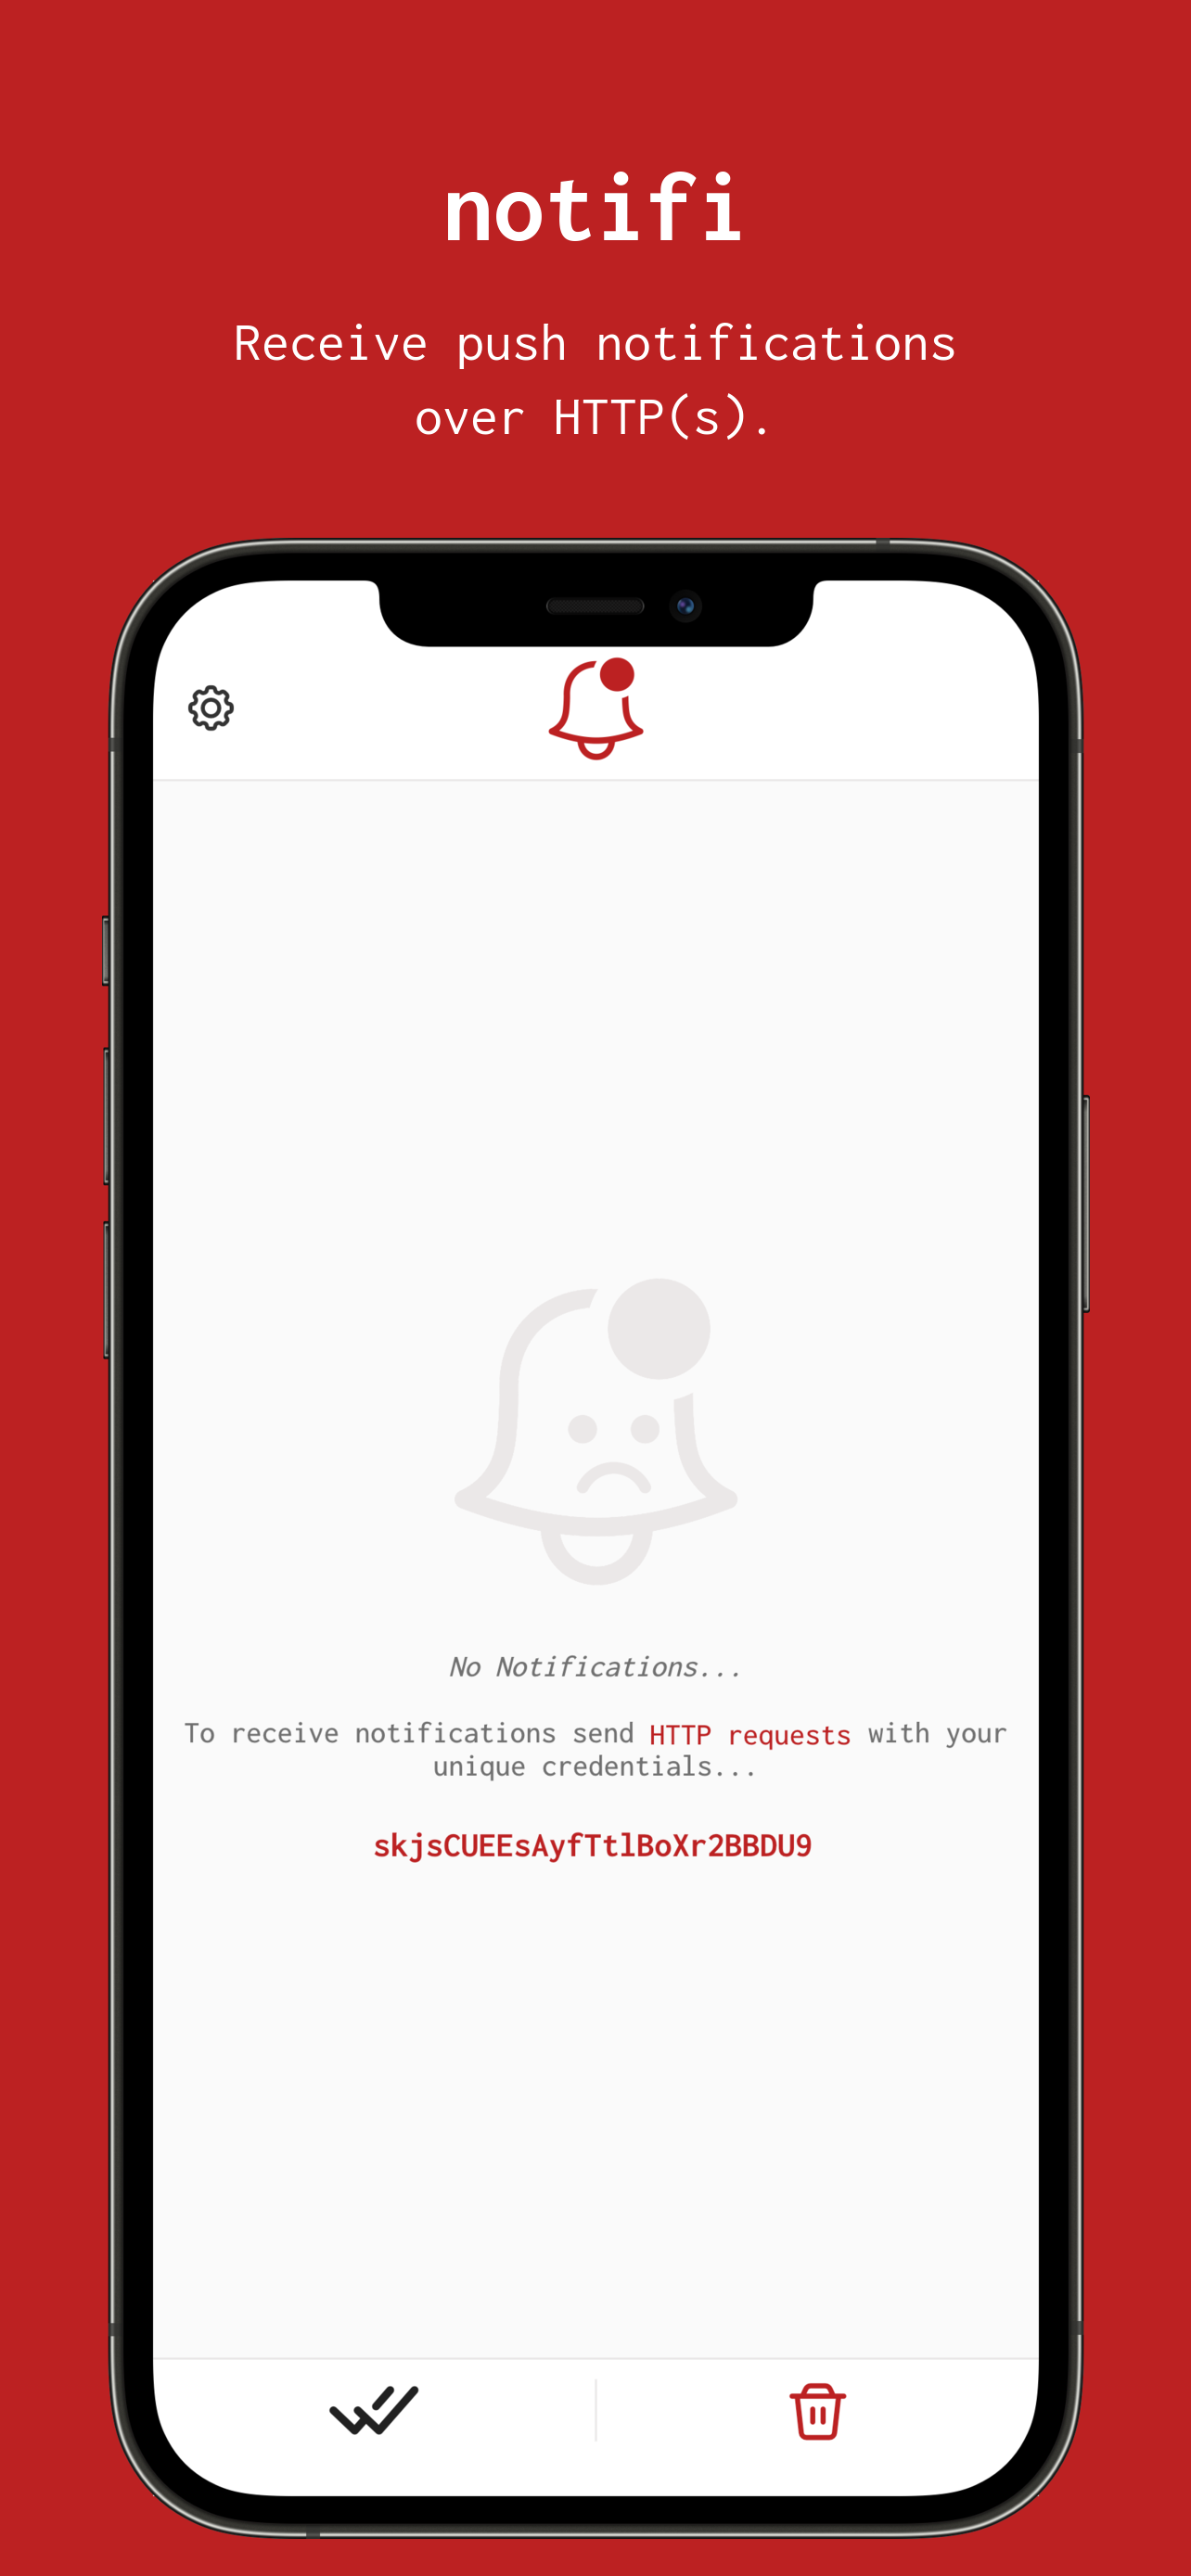 notifi
Receive push notifications
over HTTP(s).
No Notifications...
To receive notifications send HTTP requests with your
unique credentials...
skjsCUEEsAyfTtlBoXr2BBDU9